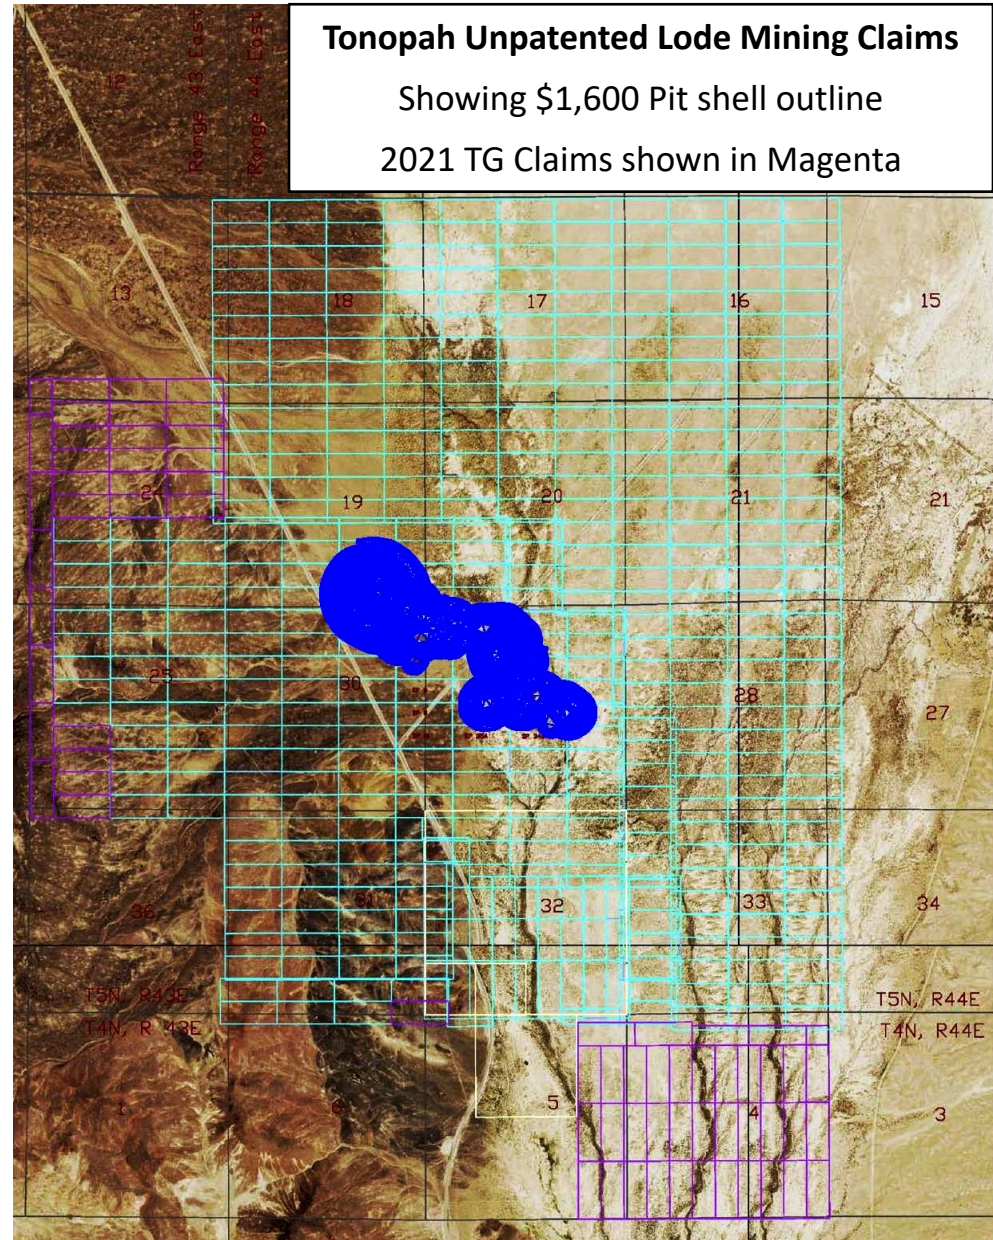 Tonopah Unpatented Lode Mining Claims
Showing $1,600 Pit shell outline
2021 TG Claims shown in Magenta
Range 43 East
Range 44 East
12
13
18
17
16
15
24
19
20
21
21
25
30
28
27
36
31
32
33
34
T5N, R43E
T5N, R44E
T4N, R 43E
T4N, R44E
1
6
5
4
3